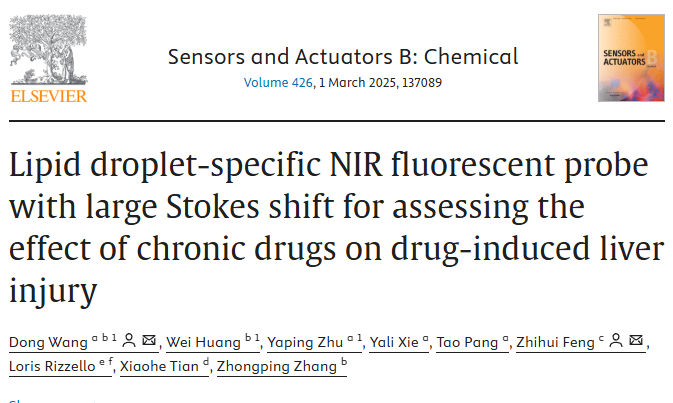 Sensors and Actuators B: Chemical
Volume 426, 1 March 2025, 137089
ELSEVIER
SENSORS and
ACTUATORS B
Lipid droplet-specific NIR fluorescent probe
with large Stokes shift for assessing the
effect of chronic drugs on drug-induced liver
injury
Dong Wang a b 1, Wei Huang b 1, Yaping Zhu a 1, Yali Xie a, Tao Pang a, Zhihui Feng c,
Loris Rizzello e f, Xiaohe Tian d, Zhongping Zhang b